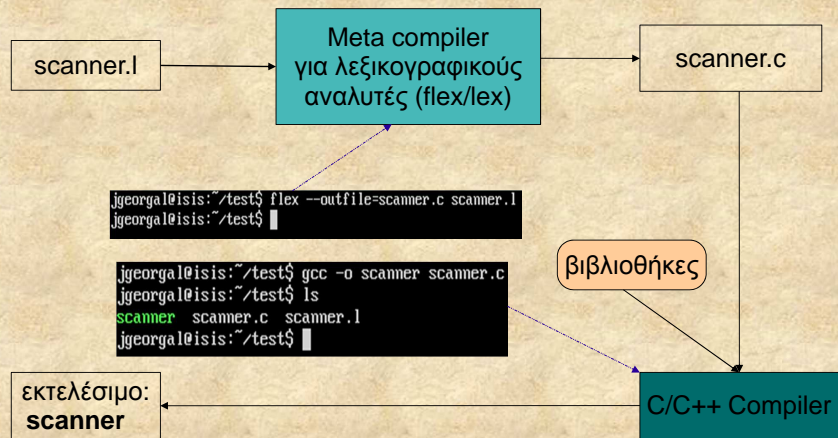 scanner.l
Meta compiler
για λεξικογραφικούς
αναλυτές (flex/lex)
scanner.c
jgeorgal@isis:~/test$ flex --outfile=scanner.c scanner.l
jgeorgal@isis:~/test$
jgeorgal@isis:~/test$ gcc -o scanner scanner.c
jgeorgal@isis:~/test$ ls
scanner scanner.c scanner.l
jgeorgal@isis:~/test$
βιβλιοθήκες
εκτελέσιμο:
scanner
C/C++ Compiler